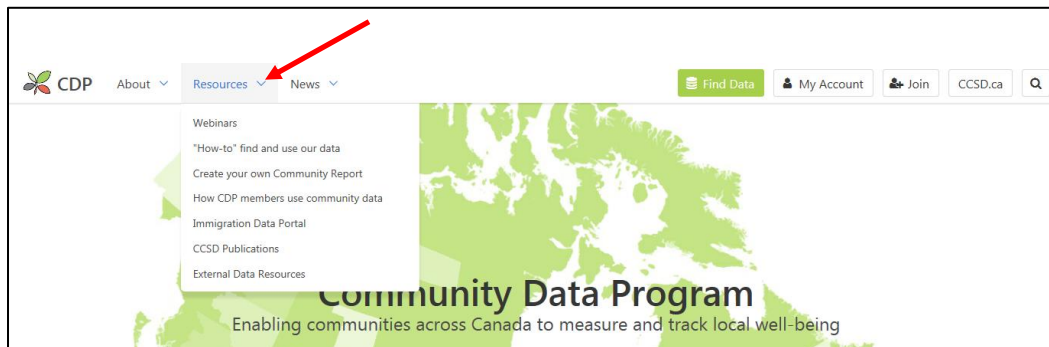 CDP About Resources News Find Data My Account Join CCSD.ca
Webinars
"How-to" find and use our data
Create your own Community Report
How CDP members use community data
Immigration Data Portal
CCSD Publications
External Data Resources
Community Data Program
Enabling communities across Canada to measure and track local well-being